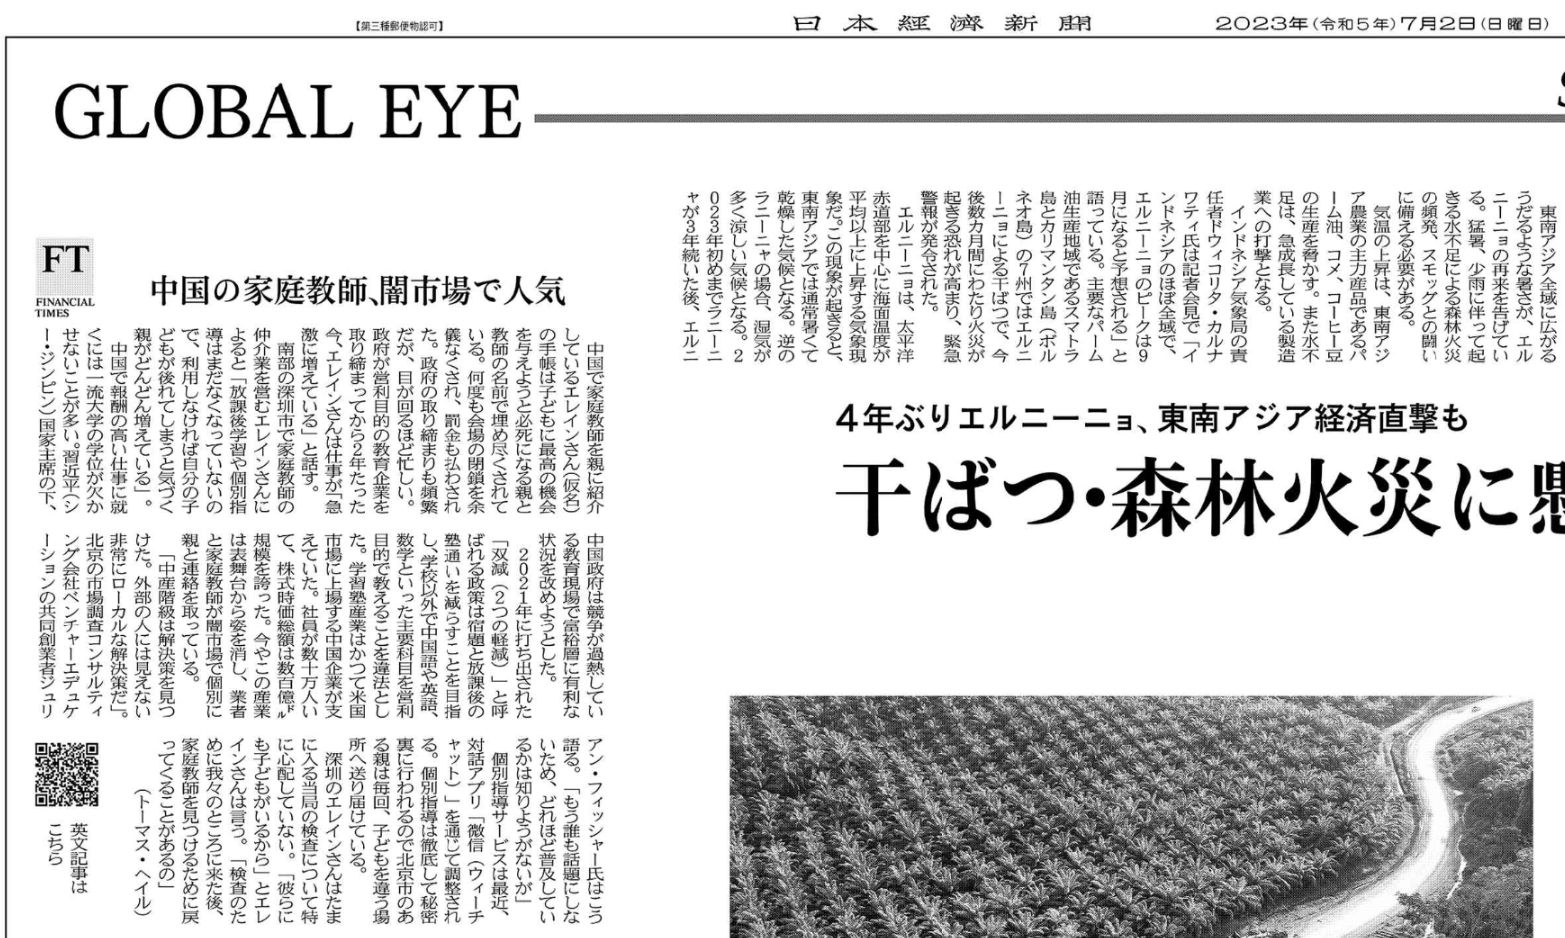 【第三種郵便物認可】
日本經濟新聞
2023年(令和5年)7月2日(日曜日)
GLOBAL EYE
FT
FINANCIAL
TIMES
中国の家庭教師、闇市場で人気
中国で家庭教師を親に紹介
しているエレインさん(仮名)
の手帳は子どもに最高の機会
を与えようと必死になる親と
教師の名前で埋め尽くされて
いる。何度も会場の閉鎖を余
儀なくされ、罰金も払わされ
た。政府の取り締まりも頻繁
だが、目が回るほど忙しい。
政府が営利目的の教育企業を
取り締まってから2年たった
今、エレインさんは仕事が「急
激に増えている」と話す。
南部の深圳市で家庭教師の
仲介業を営むエレインさんに
よると「放課後学習や個別指
導はまだなくなっていないの
で、利用しなければ自分の子
どもが後れてしまうと気づく
親がどんどん増えている」。
中国で報酬の高い仕事に就
くには一流大学の学位が欠か
せないことが多い。習近平(シ
ー・ジンピン)国家主席の下、
中国政府は競争が過熱してい
る教育現場で富裕層に有利な
状況を改めようとした。
2021年に打ち出された
「双減(2つの軽減)」と呼
ばれる政策は宿題と放課後の
塾通いを減らすことを目指
し、学校以外で中国語や英語、
数学といった主要科目を営利
目的で教えることを違法とし
た。学習塾産業はかつて米国
市場に上場する中国企業が支
えていた。社員が数十万人い
て、株式時価総額は数百億㌦
規模を誇った。今やこの産業
は表舞台から姿を消し、業者
と家庭教師が闇市場で個別に
親と連絡を取っている。
「中産階級は解決策を見つ
けた。外部の人には見えない
非常にローカルな解決策だ」。
北京の市場調査コンサルティ
ング会社ベンチャーエデュケ
ーションの共同創業者ジュリ
アン・フィッシャー氏はこう
語る。「もう誰も話題にしな
いため、どれほど普及してい
るかは知りようがないが」
個別指導サービスは最近、
対話アプリ「微信(ウィーチ
ャット)」を通じて調整され
る。個別指導は徹底して秘密
裏に行われるので北京市のあ
る親は毎回、子どもを違う場
所へ送り届けている。
深圳のエレインさんはたま
に入る当局の検査について特
に心配していない。「彼らに
も子どもがいるから」とエレ
インさんは言う。「検査のた
めに我々のところに来た後、
家庭教師を見つけるために戻
ってくることがあるの」
(トーマス・ヘイル)
英文記事は
こちら
東南アジア全域に広がる
うだるような暑さが、エル
ニーニョの再来を告げてい
る。猛暑、少雨に伴って起
きる水不足による森林火災
の頻発、スモッグとの闘い
に備える必要がある。
気温の上昇は、東南アジ
ア農業の主力産品であるパ
ーム油、コメ、コーヒー豆
の生産を脅かす。また水不
足は、急成長している製造
業への打撃となる。
インドネシア気象局の責
任者ドウィコリタ・カルナ
ワティ氏は記者会見で「イ
ンドネシアのほぼ全域で、
エルニーニョのピークは9
月になると予想される」と
語っている。主要なパーム
油生産地域であるスマトラ
島とカリマンタン島(ボル
ネオ島)の7州ではエルニ
ーニョによる干ばつで、今
後数カ月間にわたり火災が
起きる恐れが高まり、緊急
警報が発令された。
エルニーニョは、太平洋
赤道部を中心に海面温度が
平均以上に上昇する気象現
象だ。この現象が起きると、
東南アジアでは通常暑くて
乾燥した気候となる。逆の
ラニーニャの場合、湿気が
多く涼しい気候となる。2
023年初めまでラニーニ
ャが3年続いた後、エルニ
4年ぶりエルニーニョ、東南アジア経済直撃も
干ばつ・森林火災に懸